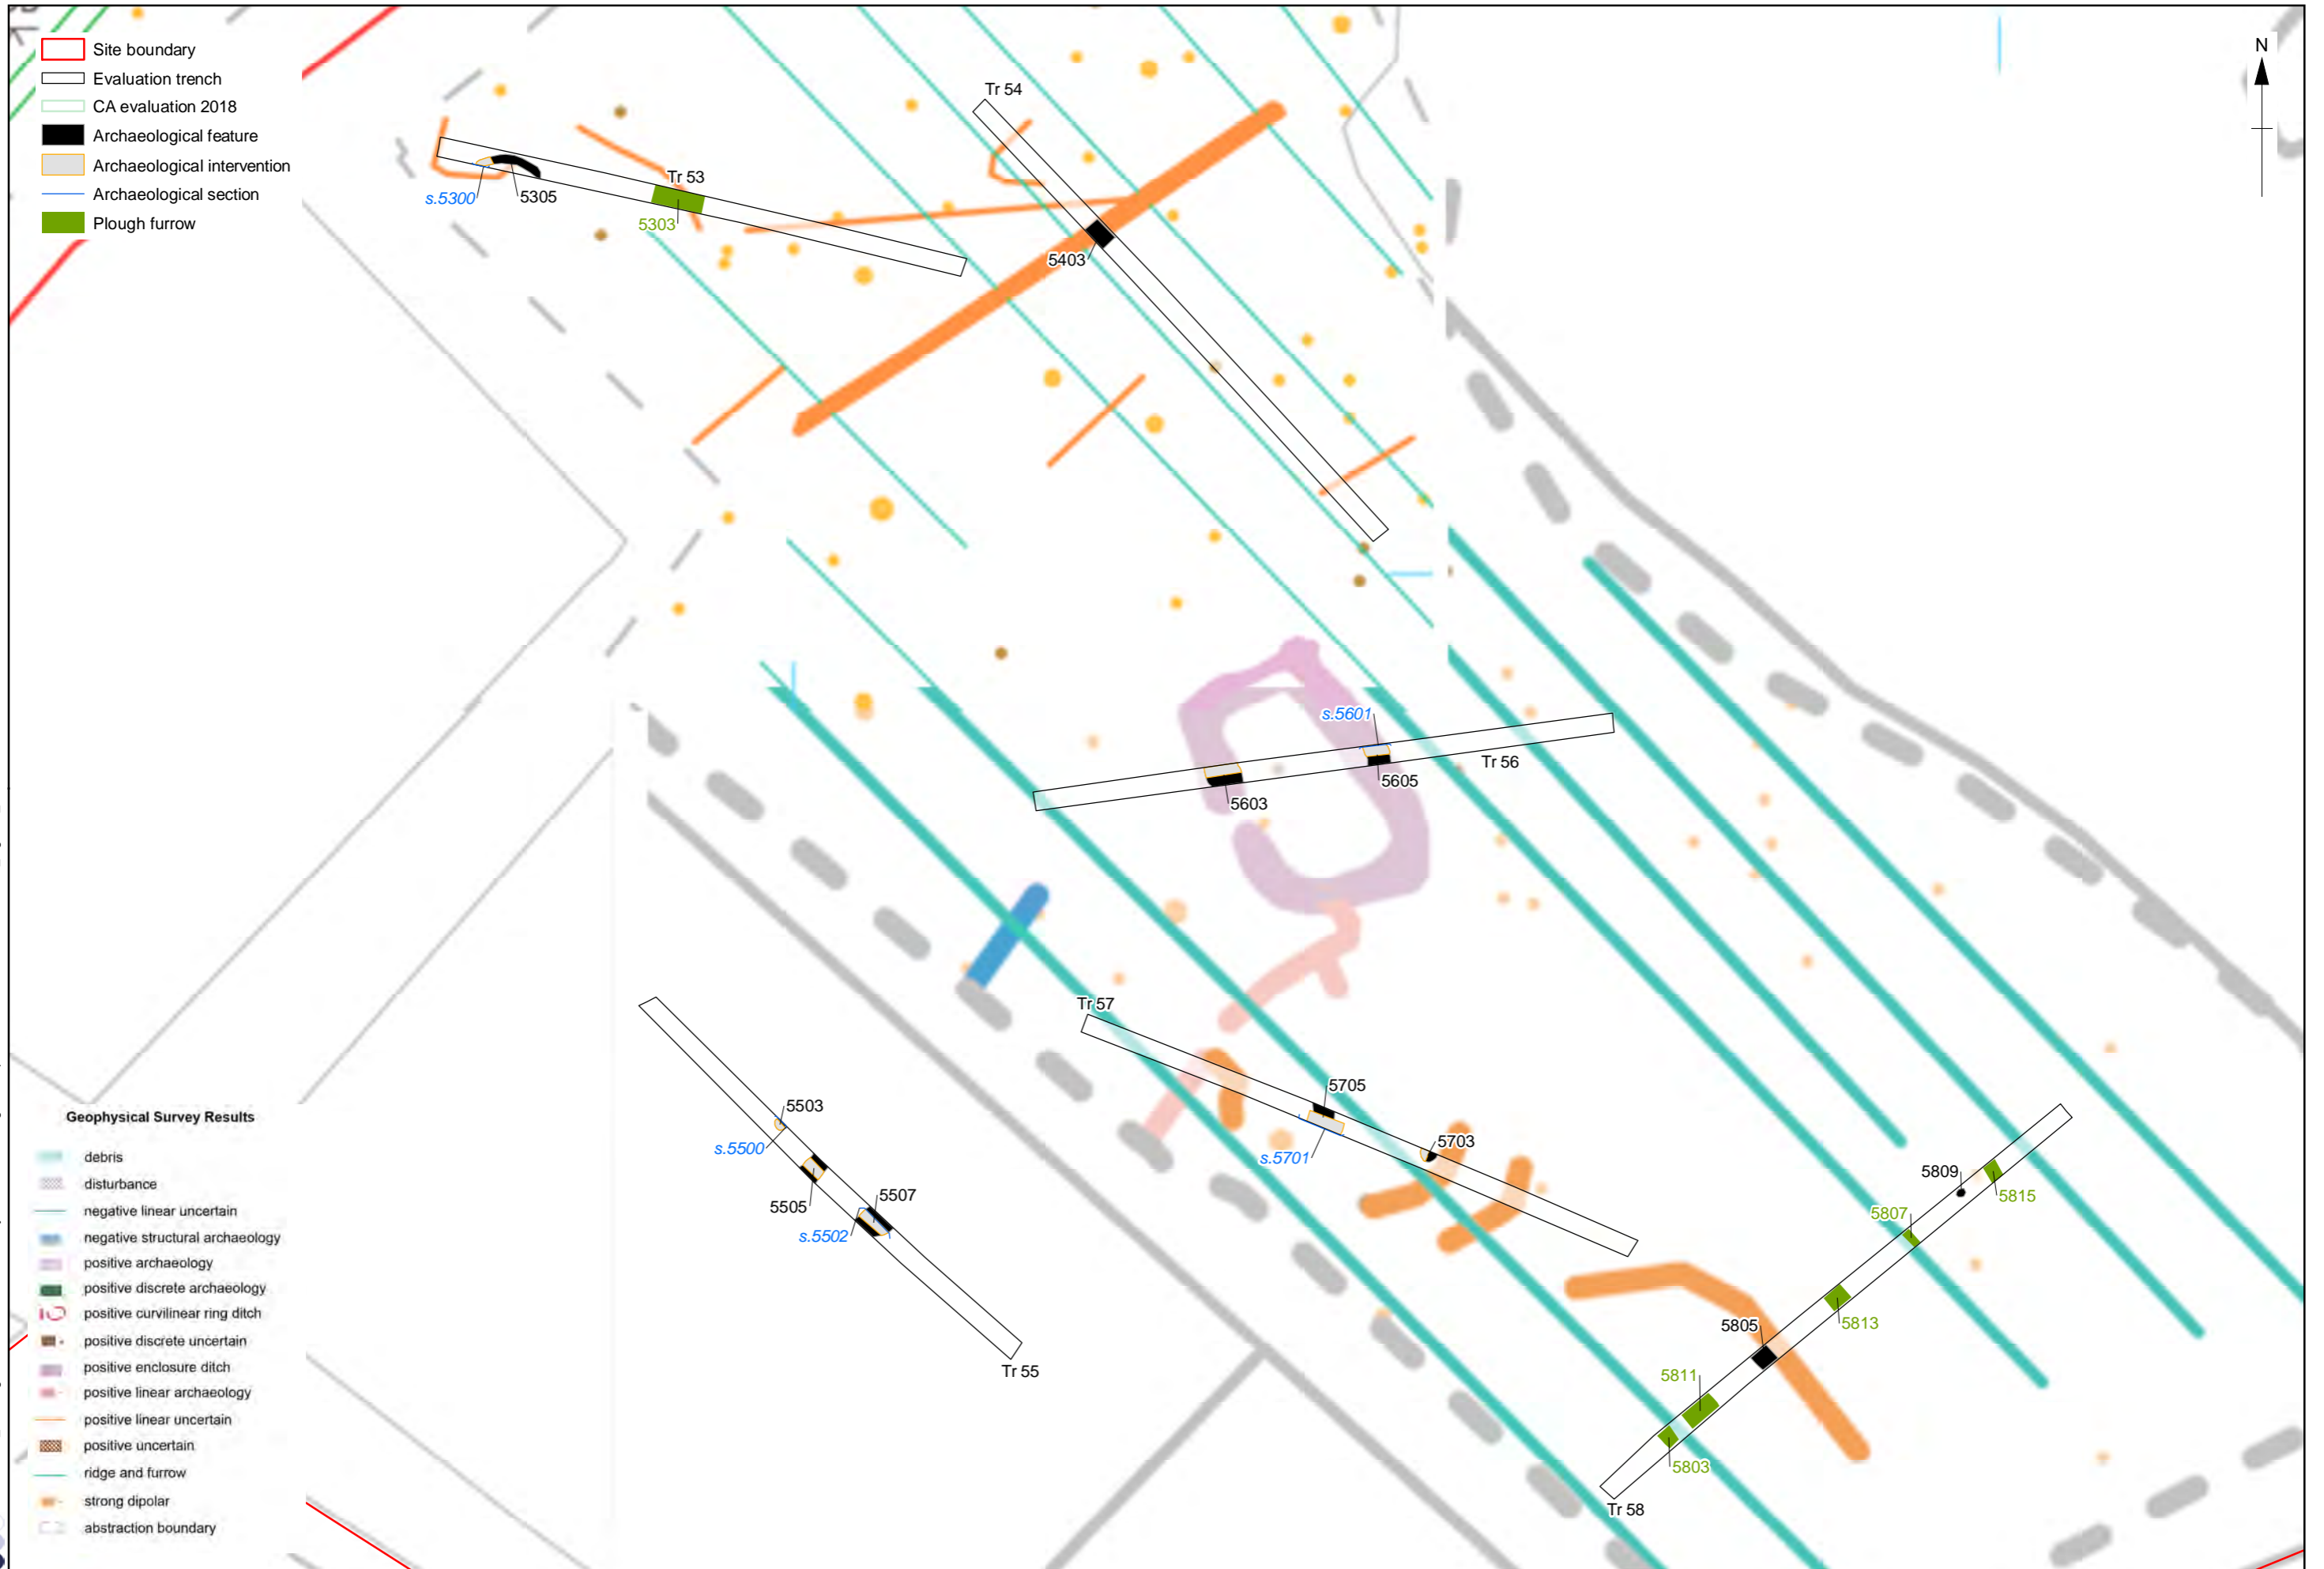 Site boundary
Evaluation trench
CA evaluation 2018
Archaeological feature
Archaeological intervention
Archaeological section
Plough furrow
N
Tr 54
Tr 53
s.5300
5305
5303
5403
s.5601
Tr 56
5605
5603
Tr 57
5705
5703
s.5701
5503
s.5500
5505
5507
s.5502
Tr 55
5809
5815
5807
5813
5805
5811
5803
Tr 58
Geophysical Survey Results
debris
disturbance
negative linear uncertain
negative structural archaeology
positive archaeology
positive discrete archaeology
positive curvilinear ring ditch
positive discrete uncertain
positive enclosure ditch
positive linear archaeology
positive linear uncertain
positive uncertain
ridge and furrow
strong dipolar
abstraction boundary